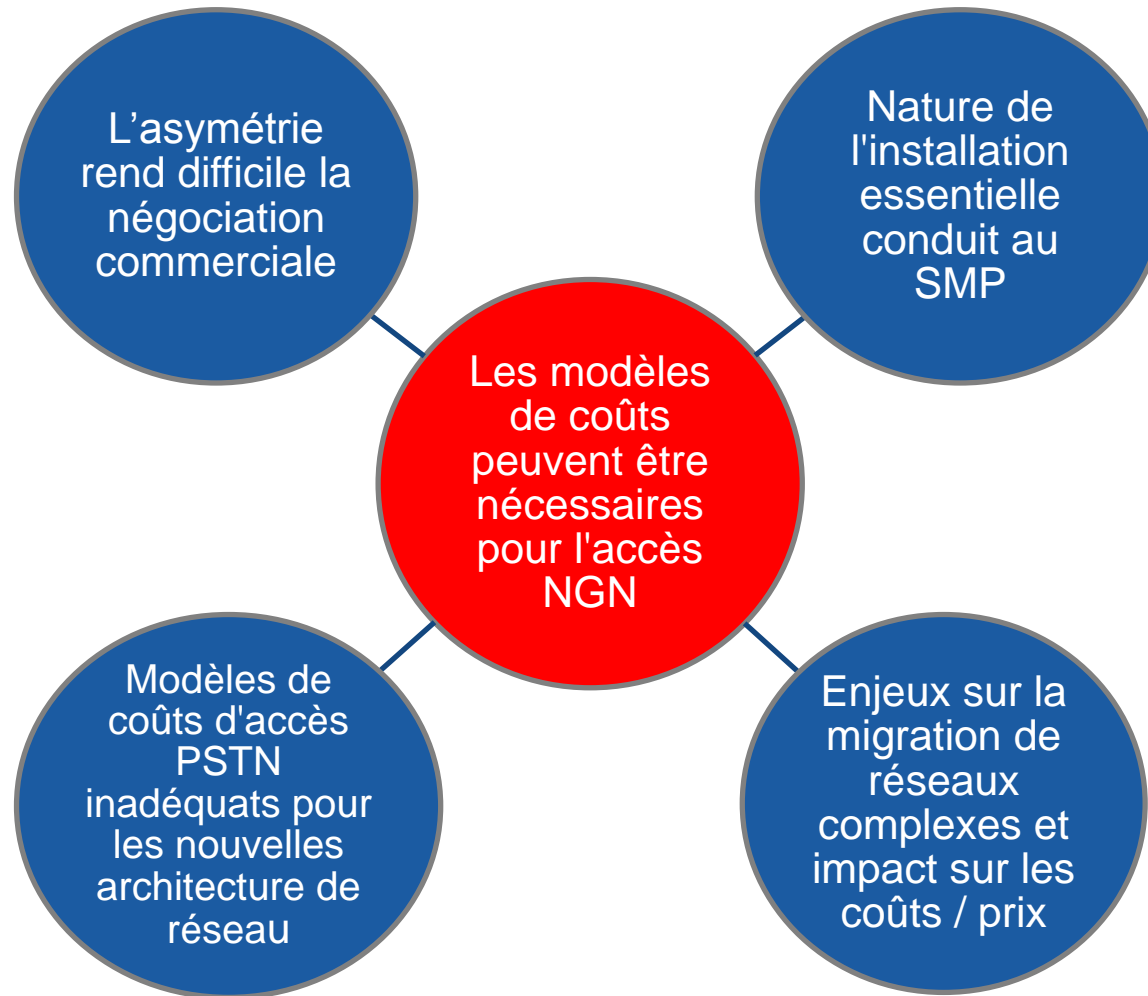 L’asymétrie
rend difficile la
négociation
commerciale
Nature de
l'installation
essentielle
conduit au
SMP
Les modèles
de coûts
peuvent être
nécessaires
pour l'accès
NGN
Modèles de
coûts d'accès
PSTN
inadéquats pour
les nouvelles
architecture de
réseau
Enjeux sur la
migration de
réseaux
complexes et
impact sur les
coûts / prix